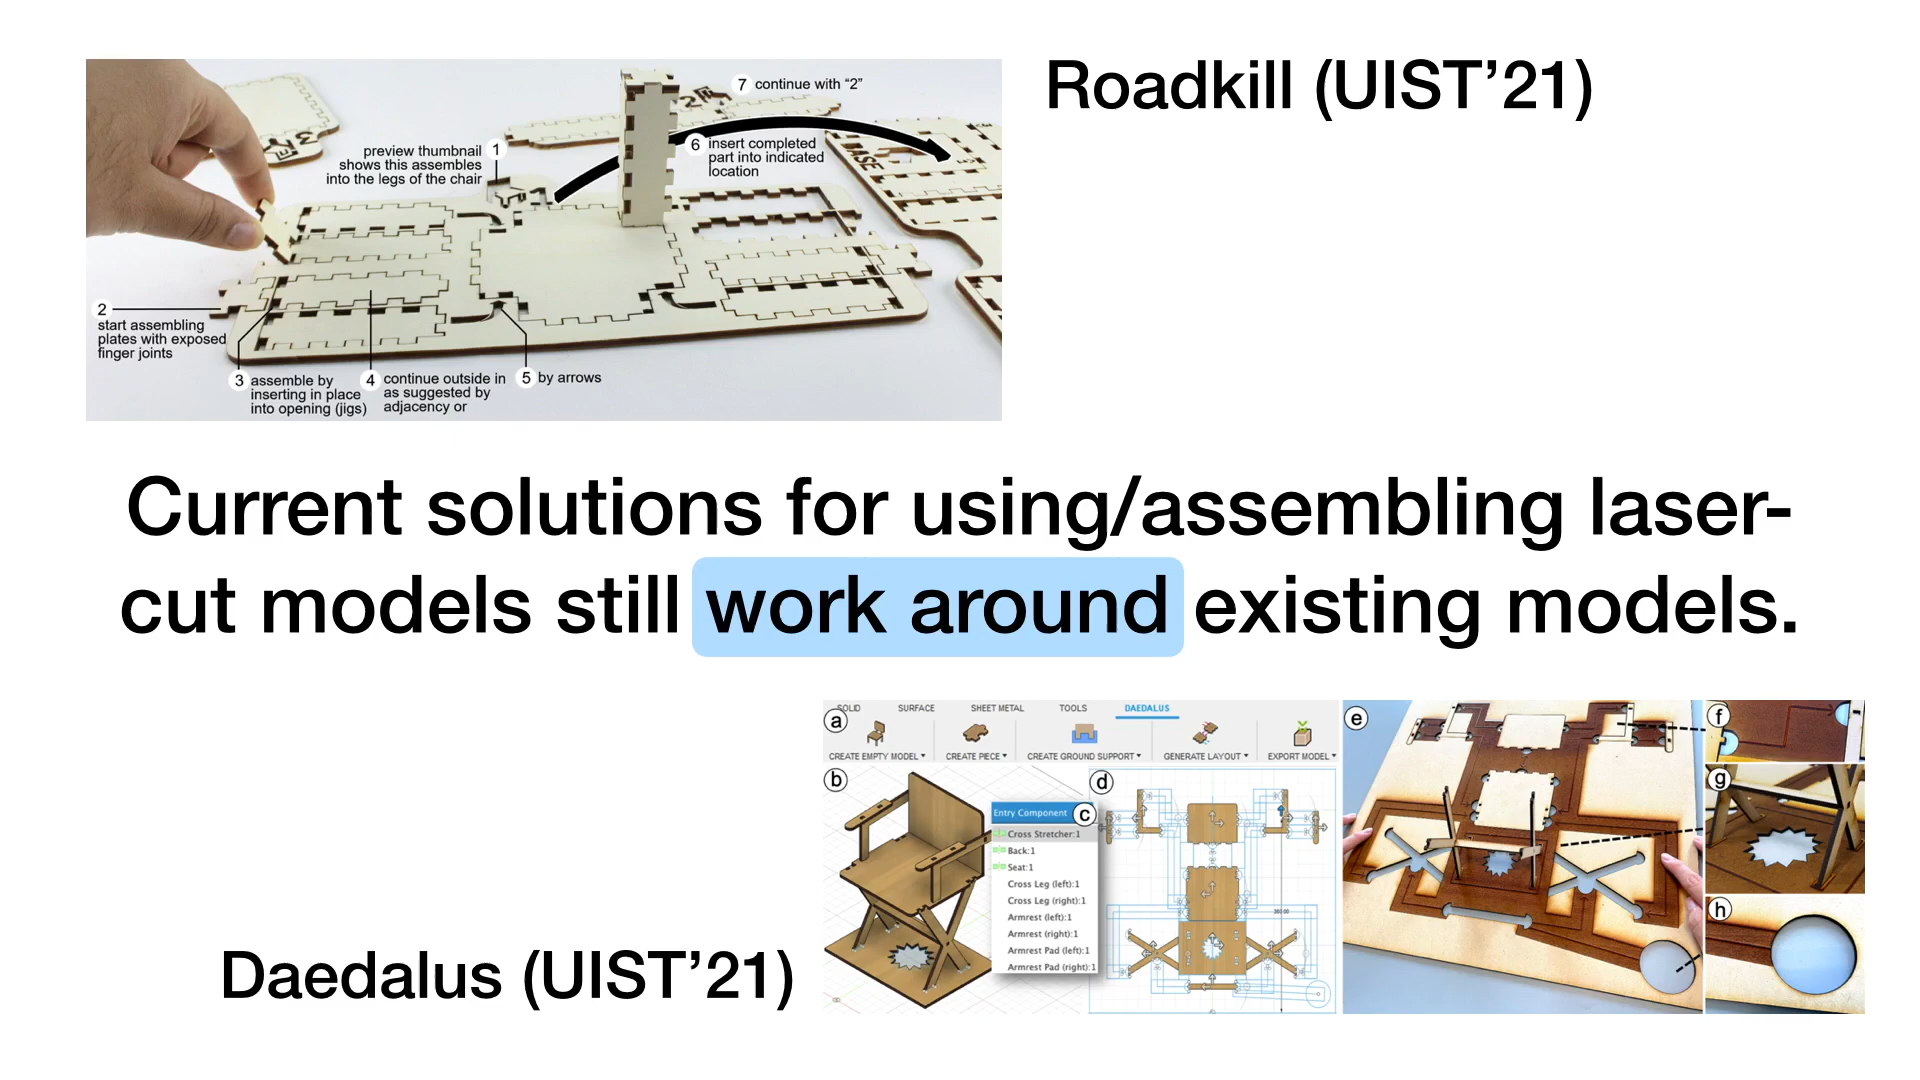 Roadkill (UIST’21)
7 continue with “2”
preview thumbnail 1
shows this assembles
into the legs of the chair
6 insert completed
part into indicated
location
BASE
2
start assembling
plates with exposed
finger joints
3 assemble by
inserting in place
into opening (jigs)
4 continue outside in
as suggested by
adjacency or
5 by arrows
Current solutions for using/assembling laser-
cut models still work around existing models.
a
SOLID SURFACE SHEET METAL TOOLS DAEDALUS
CREATE EMPTY MODEL CREATE PIECE CREATE GROUND SUPPORT GENERATE LAYOUT EXPORT MODEL
b
Entry Component c
Cross Stretcher:1
Back:1
Seat:1
Cross Leg (left):1
Cross Leg (right):1
Armrest (left):1
Armrest (right):1
Armrest Pad (left):1
Armrest Pad (right):1
d
e
f
g
h
Daedalus (UIST’21)